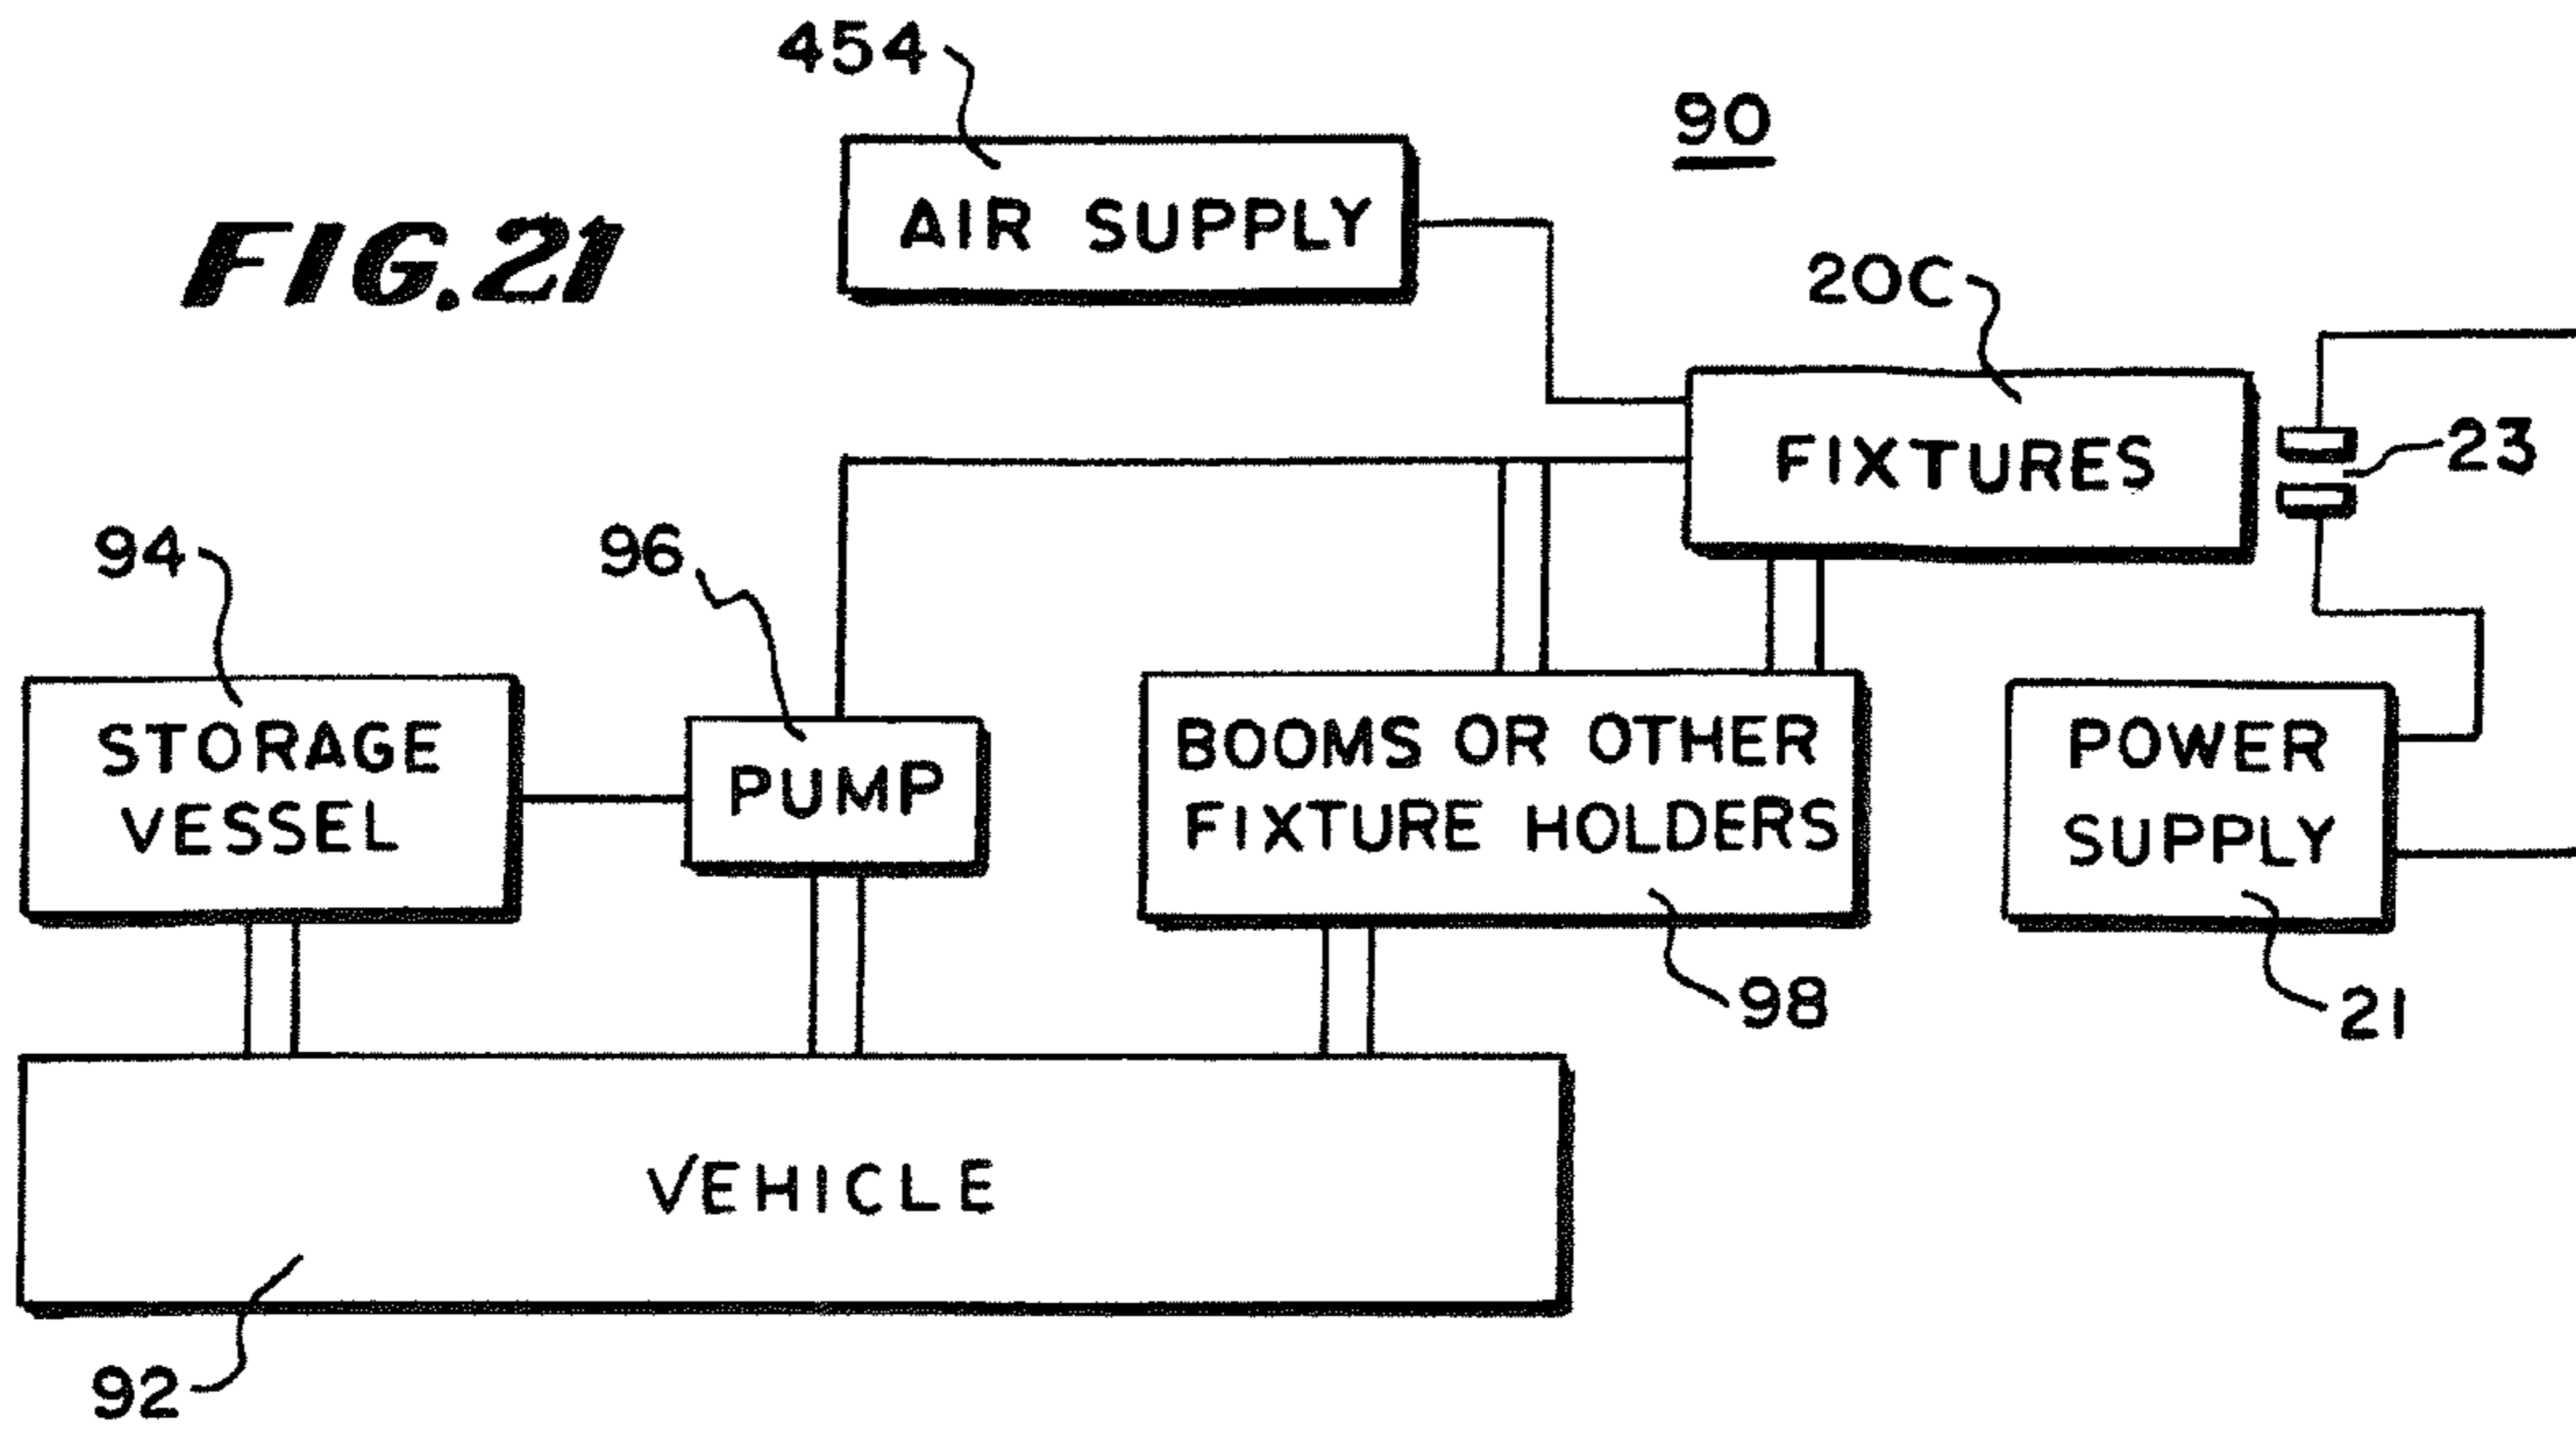 454
90
FIG.21
AIR SUPPLY
20C
FIXTURES
23
94
96
STORAGE
VESSEL
PUMP
BOOMS OR OTHER
FIXTURE HOLDERS
POWER
SUPPLY
98
21
VEHICLE
92